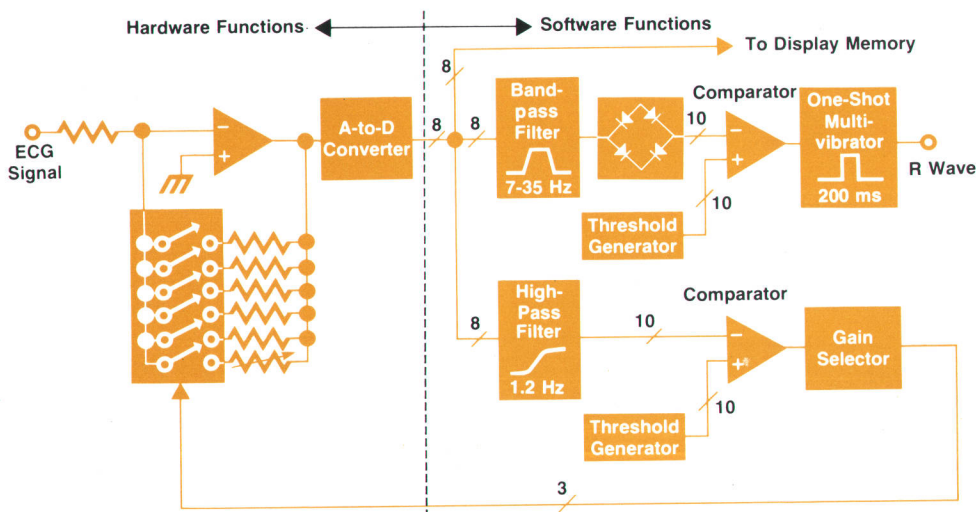 Hardware Functions
Software Functions
To Display Memory
8
ECG
Signal
−
+
A-to-D
Converter
8
8
Band-
pass
Filter
7-35 Hz
10
Comparator
−
+
One-Shot
Multi-
vibrator
200 ms
R Wave
10
Threshold
Generator
8
High-
Pass
Filter
1.2 Hz
10
Comparator
−
+
Gain
Selector
10
Threshold
Generator
3